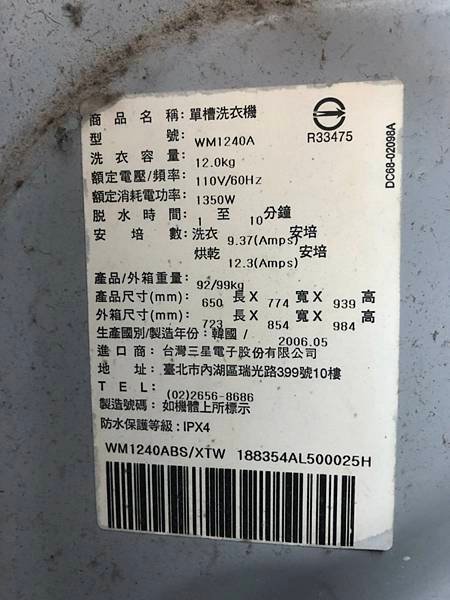 商品名稱: 單槽洗衣機
型號: WM1240A
R33475
洗衣容量: 12.0kg
額定電壓/頻率: 110V/60Hz
額定消耗電功率: 1350W
脫水時間: 1 至 10分鐘
安培數: 洗衣 9.37(Amps)安培
烘乾 12.3(Amps)安培
產品/外箱重量: 92/99kg
產品尺寸(mm): 650 長X 774 寬X 939 高
外箱尺寸(mm): 723 長X 854 寬X 984 高
生產國別/製造年份: 韓國 / 2006.05
進口商: 台灣三星電子股份有限公司
地址: 臺北市內湖區瑞光路399號10樓
TEL: (02)2656-8686
製造號碼: 如機體上所標示
防水保護等級: IPX4
WM1240ABS/XTW 188354AL500025H
DC68-02098A